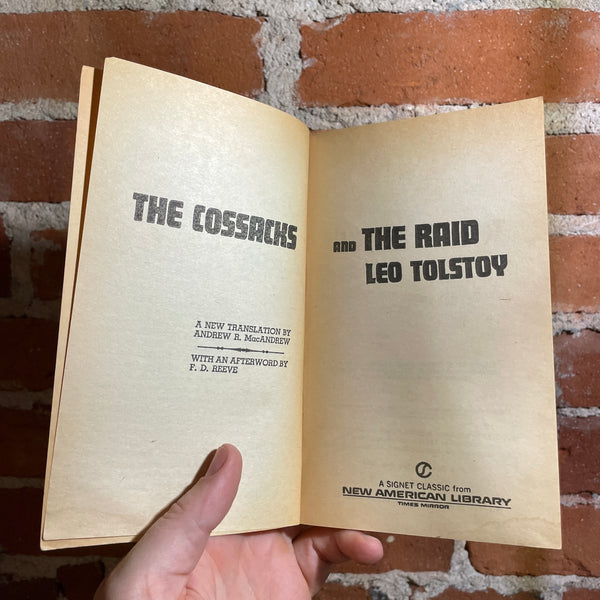 THE COSSACKS
A NEW TRANSLATION BY
ANDREW R. MacANDREW
WITH AN AFTERWORD BY
F. D. REEVE
AND THE RAID
LEO TOLSTOY
A SIGNET CLASSIC from
NEW AMERICAN LIBRARY
TIMES MIRROR